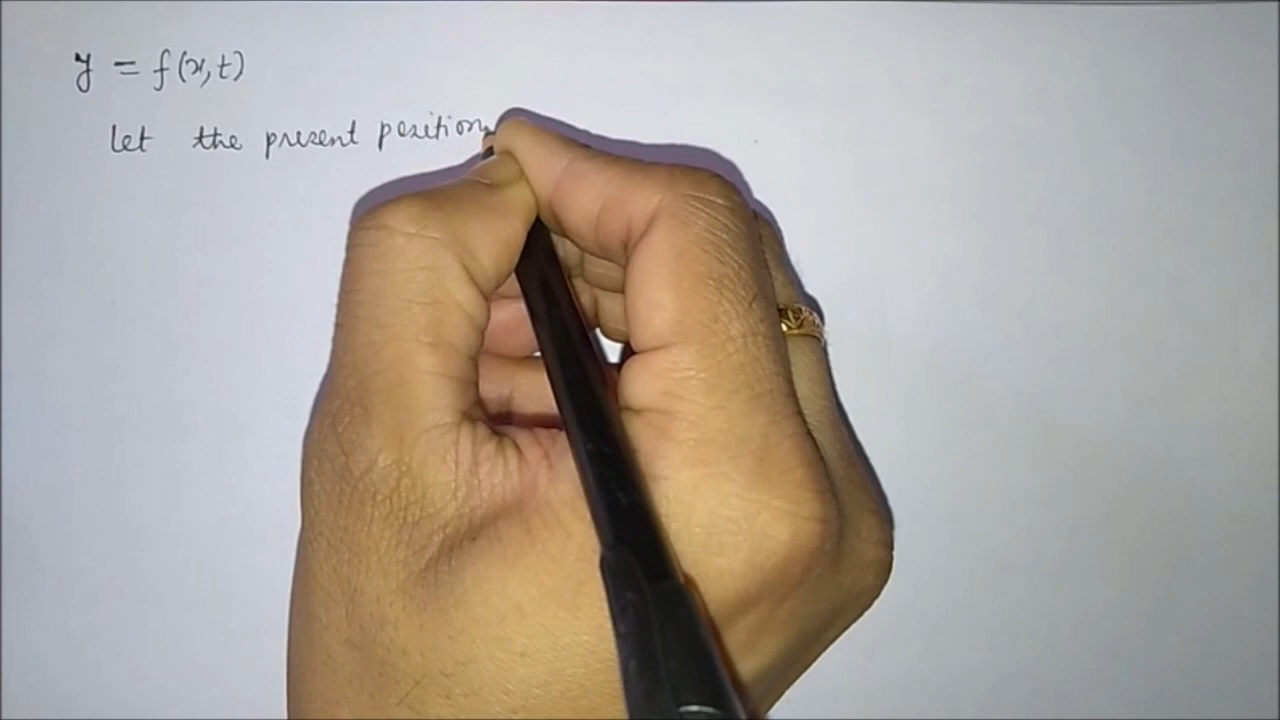 y = f(x,t)
let the present position